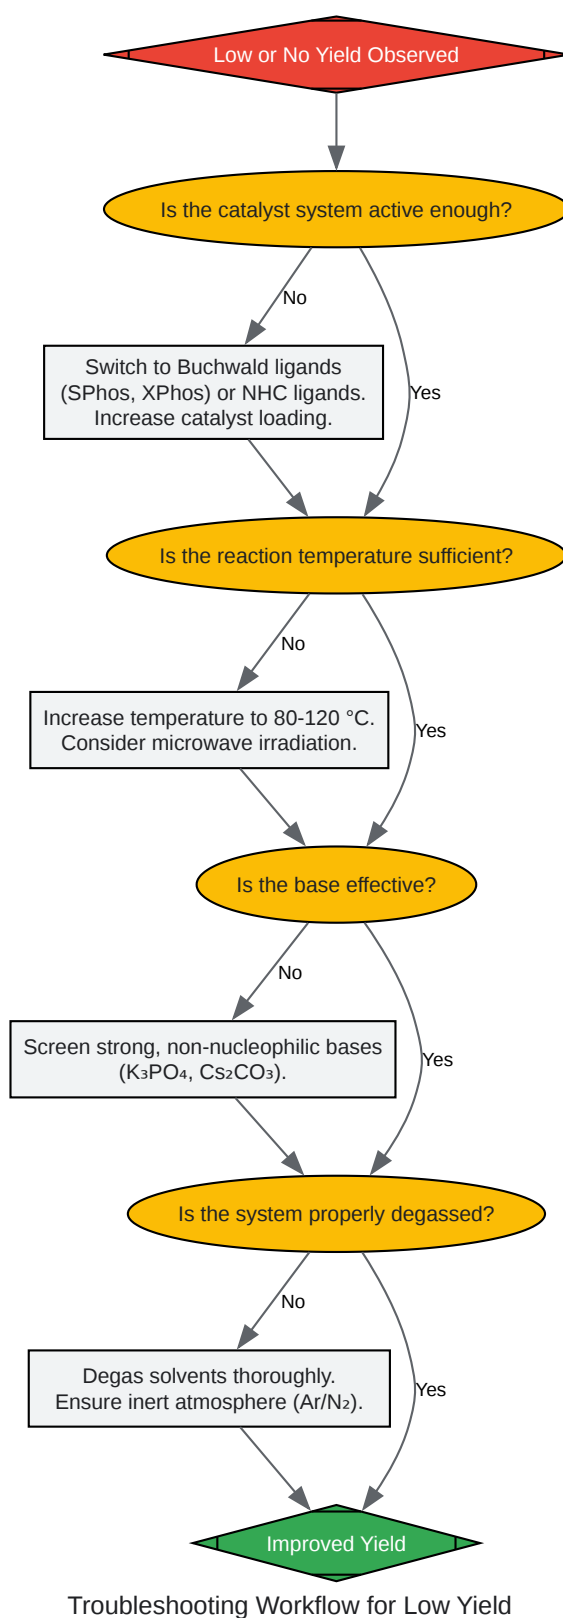 Low or No Yield Observed
Is the catalyst system active enough?
No
Switch to Buchwald ligands
(SPhos, XPhos) or NHC ligands.
Increase catalyst loading.
Yes
Is the reaction temperature sufficient?
No
Increase temperature to 80-120 °C.
Consider microwave irradiation.
Yes
Is the base effective?
No
Screen strong, non-nucleophilic bases
(K₃PO₄, Cs₂CO₃).
Yes
Is the system properly degassed?
No
Degas solvents thoroughly.
Ensure inert atmosphere (Ar/N₂).
Yes
Improved Yield
Troubleshooting Workflow for Low Yield